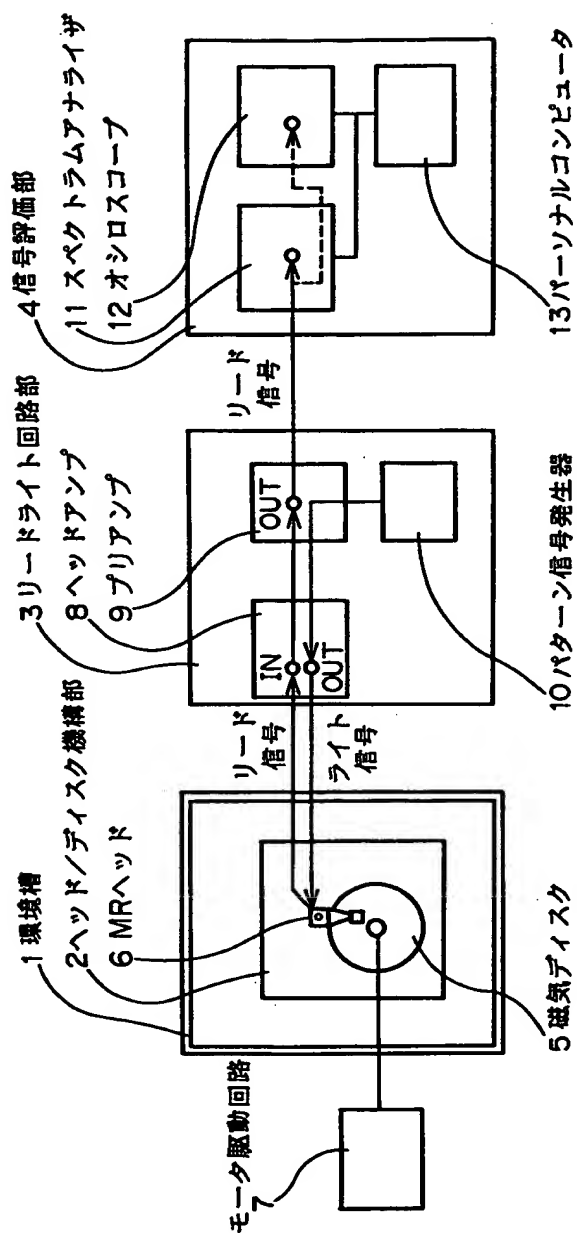 1 環境槽
2 ヘッド/ディスク機構部
6 MRヘッド
モータ駆動回路
7
5 磁気ディスク
リード
信号
ライト
信号
3 リードライト回路部
8 ヘッドアンプ
9 プリアンプ
IN
OUT
OUT
10 パターン信号発生器
リード
信号
4 信号評価部
11 スペクトラムアナライザ
12 オシロスコープ
13 パーソナルコンピュータ